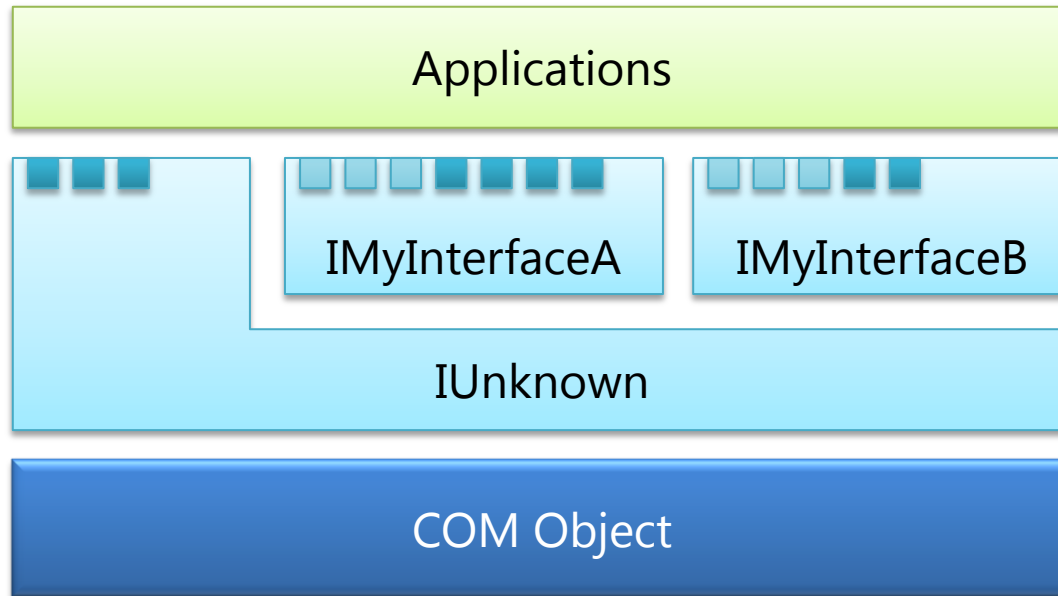 Applications
IMyInterfaceA
IMyInterfaceB
IUnknown
COM Object